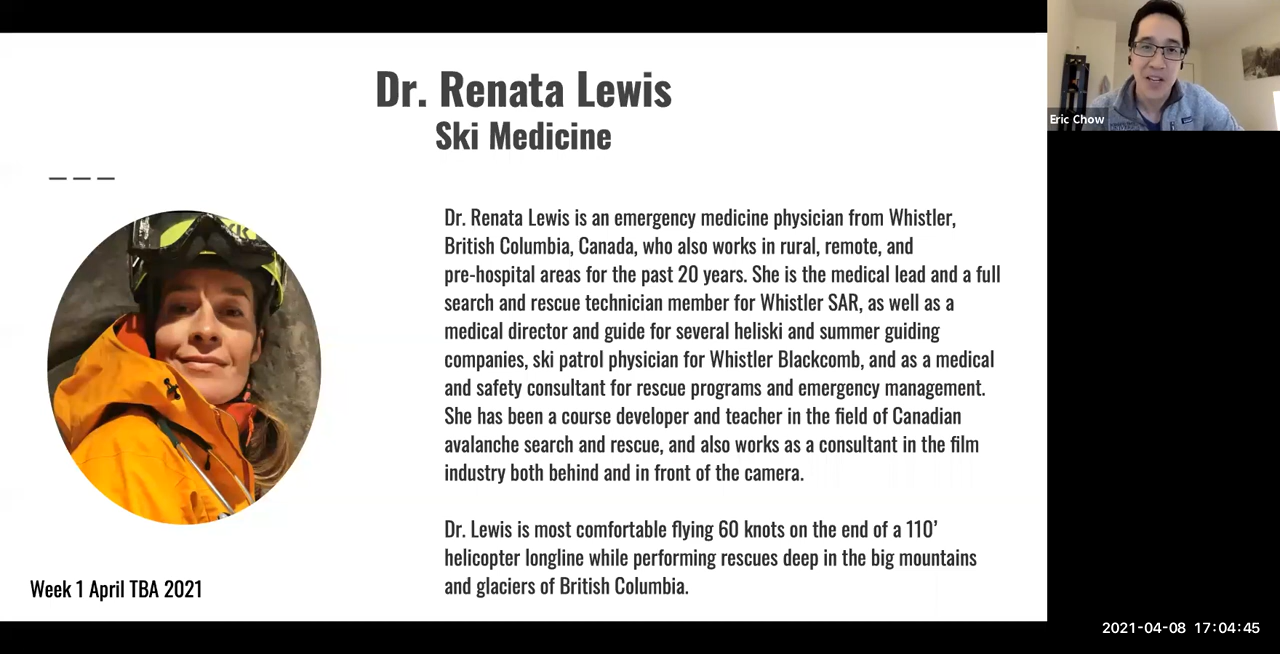 Dr. Renata Lewis
Ski Medicine
Dr. Renata Lewis is an emergency medicine physician from Whistler,
British Columbia, Canada, who also works in rural, remote, and
pre-hospital areas for the past 20 years. She is the medical lead and a full
search and rescue technician member for Whistler SAR, as well as a
medical director and guide for several heliski and summer guiding
companies, ski patrol physician for Whistler Blackcomb, and as a medical
and safety consultant for rescue programs and emergency management.
She has been a course developer and teacher in the field of Canadian
avalanche search and rescue, and also works as a consultant in the film
industry both behind and in front of the camera.
Dr. Lewis is most comfortable flying 60 knots on the end of a 110’
helicopter longline while performing rescues deep in the big mountains
and glaciers of British Columbia.
Week 1 April TBA 2021
Eric Chow
2021-04-08 17:04:45